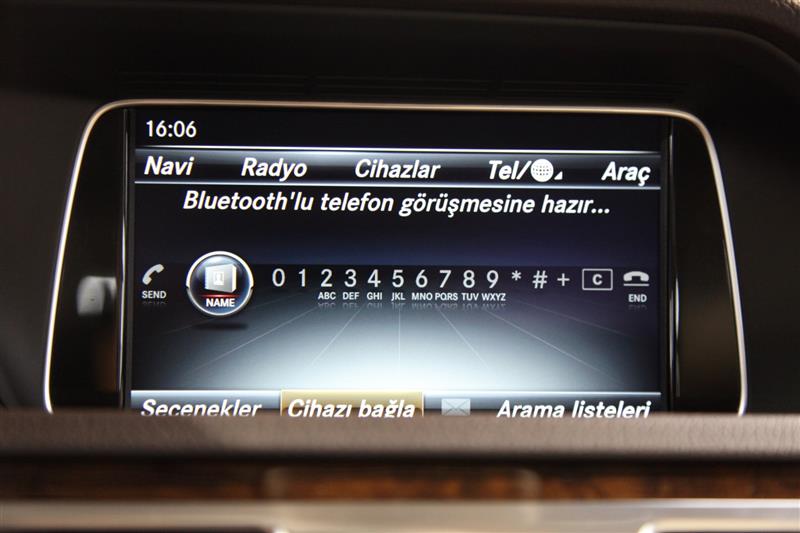 16:06
Navi Radyo Cihazlar Tel/ Araç
Bluetooth'lu telefon görüşmesine hazır...
SEND NAME 0 1 2 3 4 5 6 7 8 9 * # + C END
ABC DEF GHI JKL MNO PQRS TUV WXYZ
Seçenekler Cihazı bağla Arama listeleri